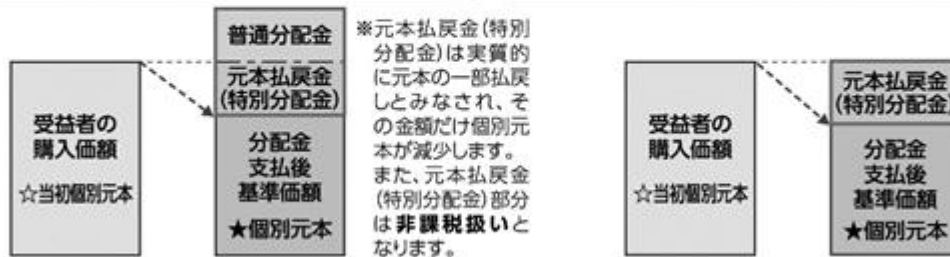 受益者の
購入価額
☆当初個別元本
普通分配金
元本払戻金
(特別分配金)
分配金
支払後
基準価額
★個別元本
※元本払戻金(特別
分配金)は実質的
に元本の一部払戻
しとみなされ、そ
の金額だけ個別元
本が減少します。
また、元本払戻金
(特別分配金)部分
は非課税扱いと
なります。
受益者の
購入価額
☆当初個別元本
元本払戻金
(特別分配金)
分配金
支払後
基準価額
★個別元本